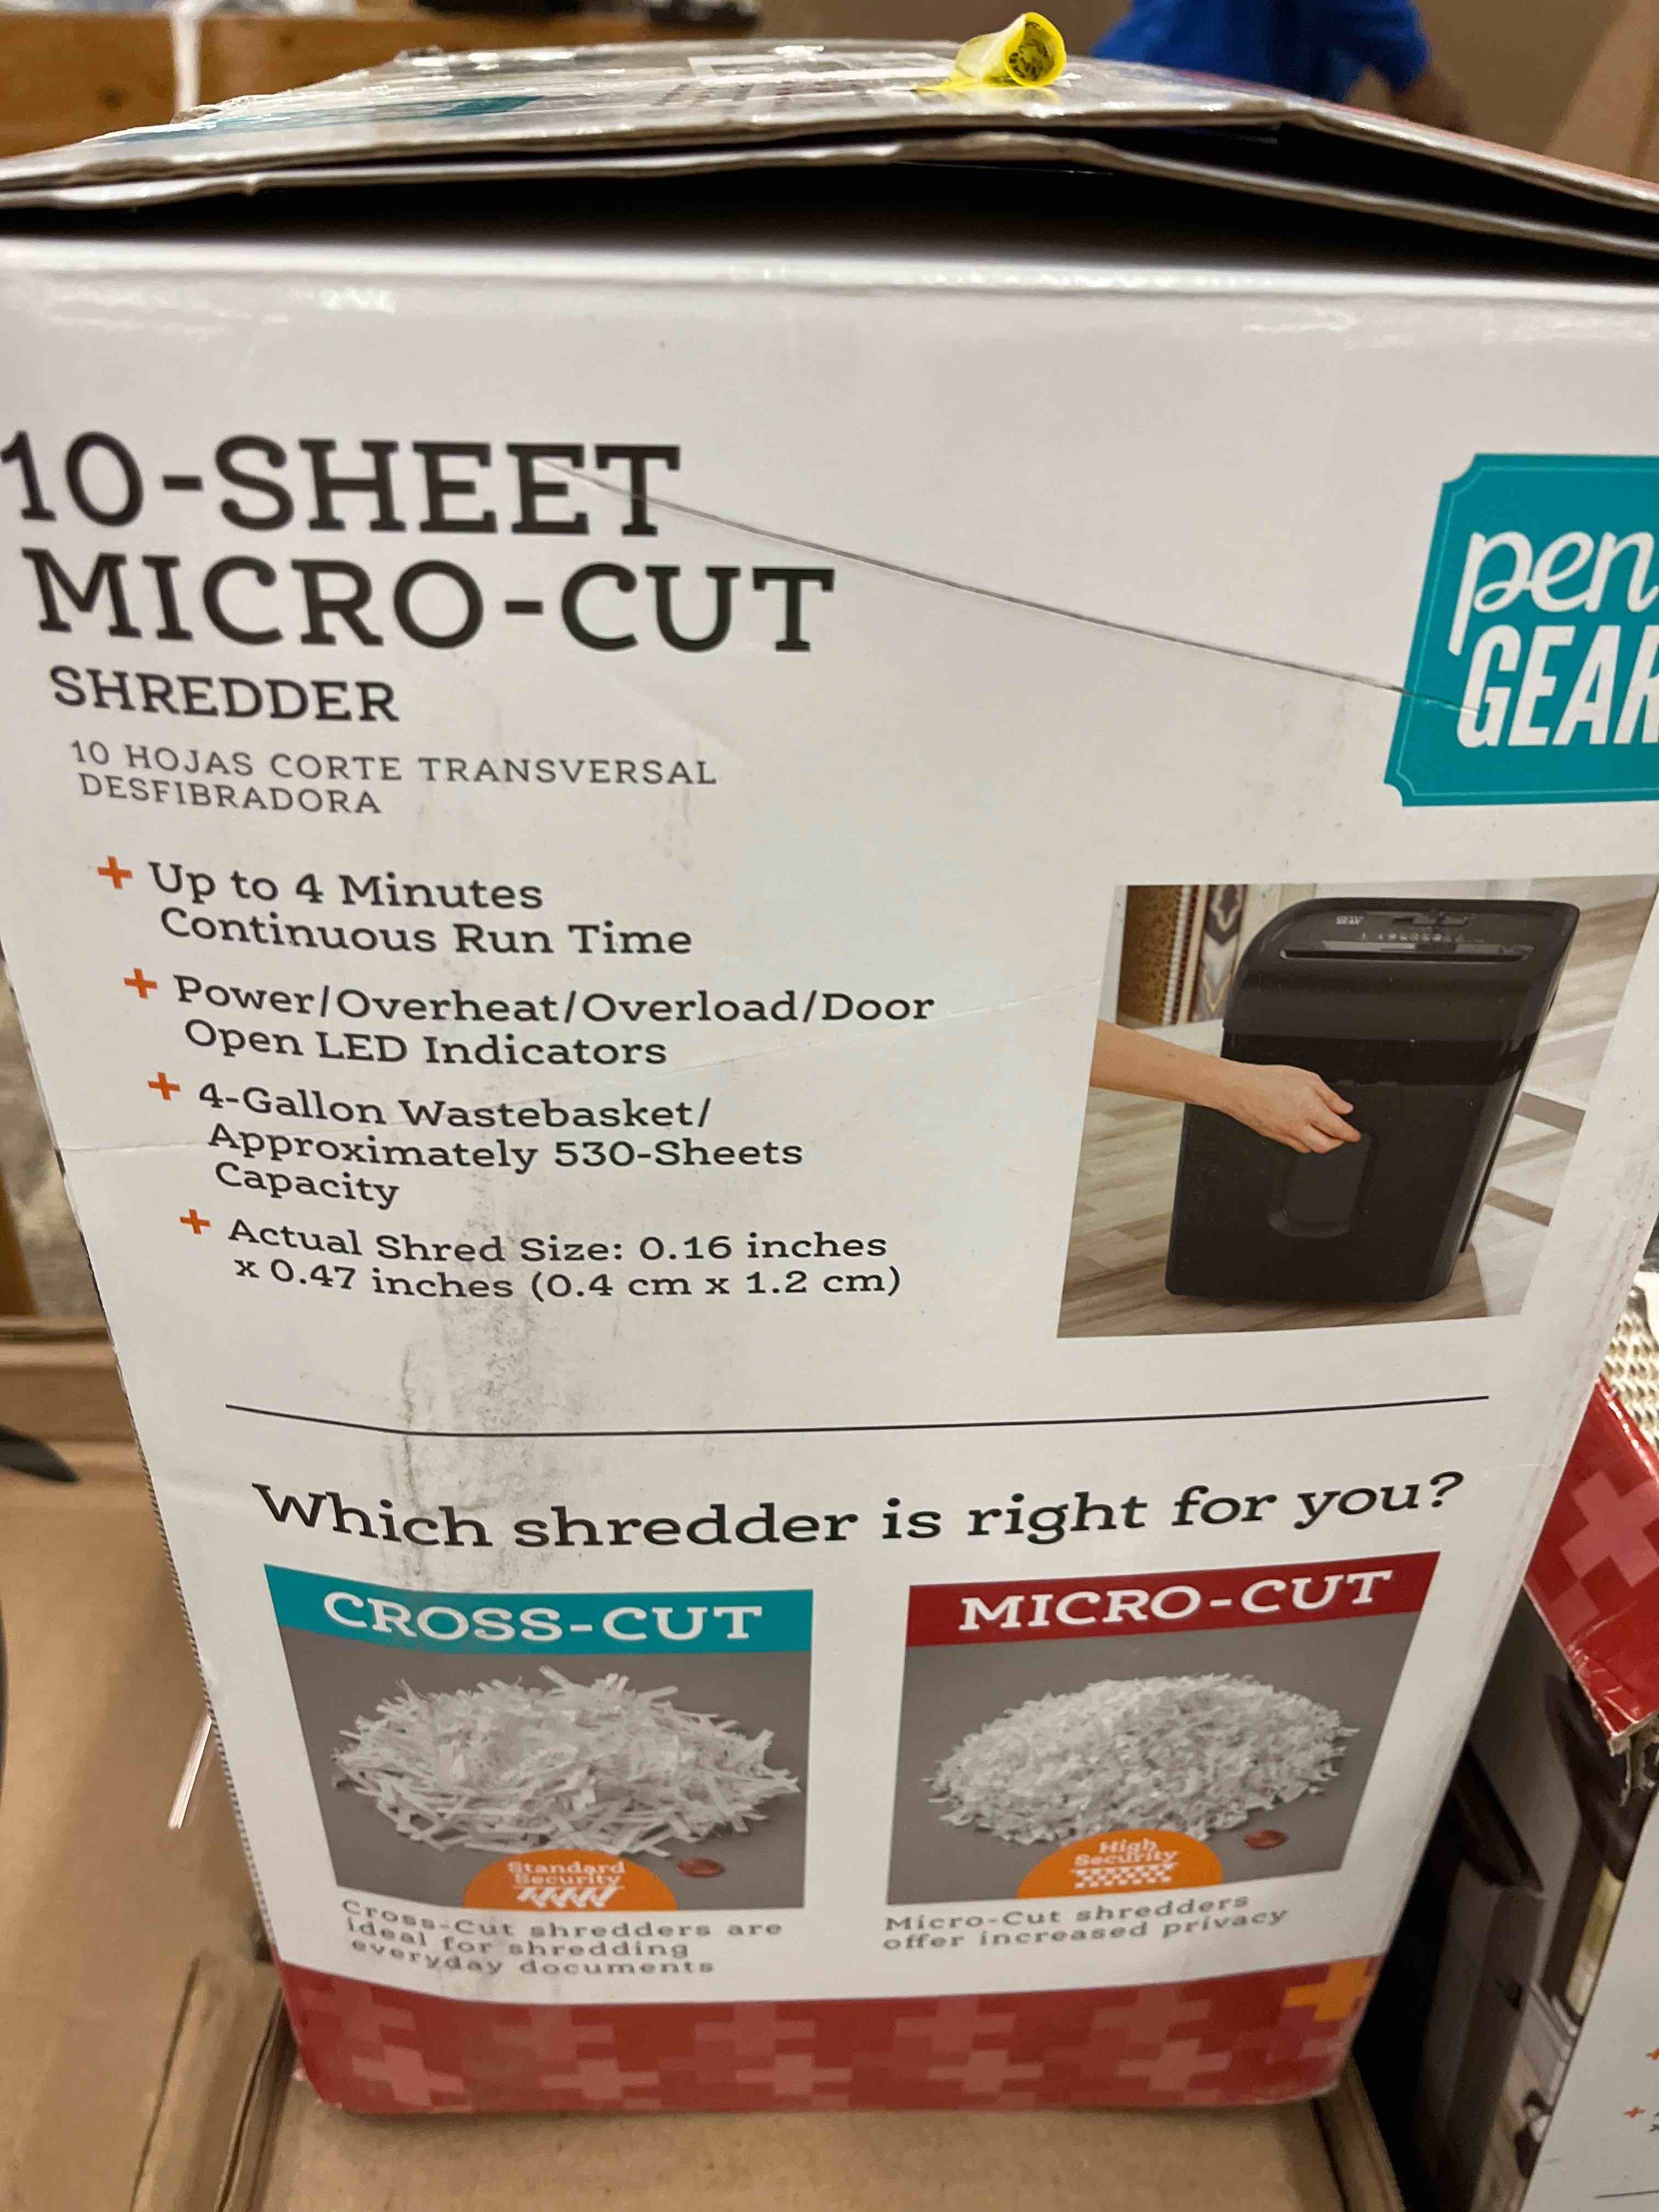 10-SHEET
MICRO-CUT
SHREDDER
10 HOJAS CORTE TRANSVERSAL
DESFIBRADORA
pen
GEAR
+ Up to 4 Minutes
Continuous Run Time
+ Power/Overheat/Overload/Door
Open LED Indicators
+ 4-Gallon Wastebasket/
Approximately 530-Sheets
Capacity
+ Actual Shred Size: 0.16 inches
x 0.47 inches (0.4 cm x 1.2 cm)
Which shredder is right for you?
CROSS-CUT
Standard
Security
Cross-Cut shredders are
ideal for shredding
everyday documents
MICRO-CUT
High
Security
Micro-Cut shredders
offer increased privacy